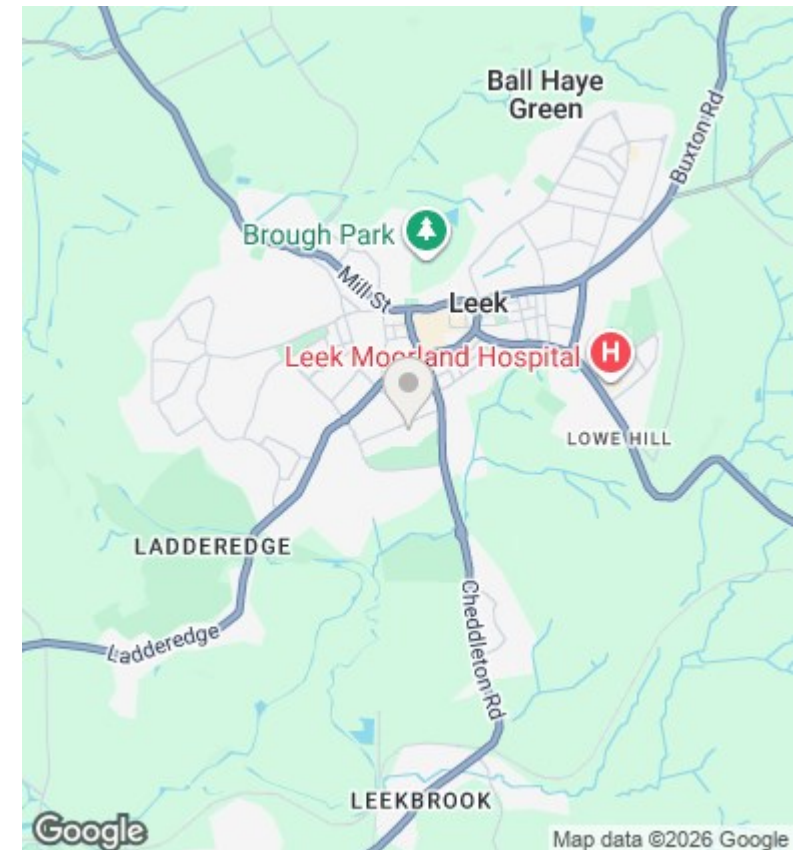 Ball Haye
Green
Buxton Rd
Brough Park
Mill St
Leek
Leek Moorland Hospital
H
LOWE HILL
LADDEREDGE
Ladderedge
Cheddleton Rd
LEEKBROOK
Google
Map data ©2026 Google